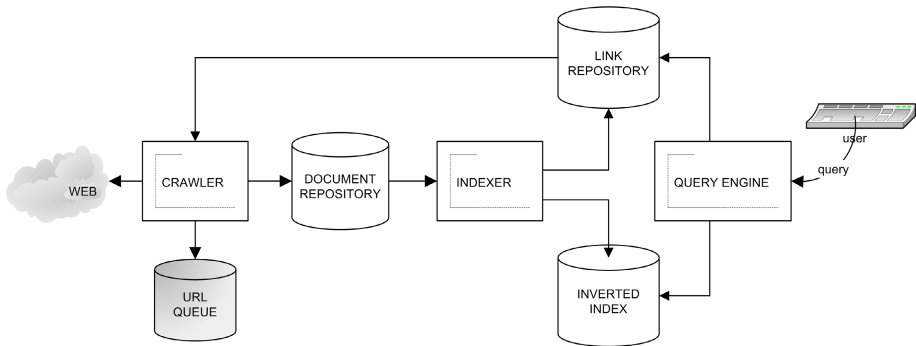 LINK
REPOSITORY
user
query
WEB
CRAWLER
DOCUMENT
REPOSITORY
INDEXER
QUERY ENGINE
URL
QUEUE
INVERTED
INDEX